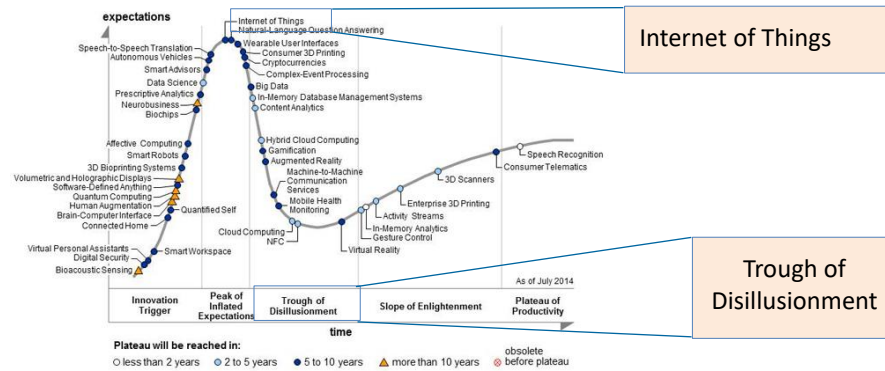 expectations
Internet of Things
Natural-Language Question Answering
Wearable User Interfaces
Consumer 3D Printing
Cryptocurrencies
Complex-Event Processing
Big Data
In-Memory Database Management Systems
Content Analytics
Speech-to-Speech Translation
Autonomous Vehicles
Smart Advisors
Data Science
Prescriptive Analytics
Neurobusiness
Biochips
Affective Computing
Smart Robots
3D Bioprinting Systems
Volumetric and Holographic Displays
Software-Defined Anything
Quantum Computing
Human Augmentation
Brain-Computer Interface
Connected Home
Quantified Self
Virtual Personal Assistants
Digital Security
Bioacoustic Sensing
Smart Workspace
Hybrid Cloud Computing
Gamification
Augmented Reality
Machine-to-Machine
Communication
Services
Mobile Health
Monitoring
Cloud Computing
NFC
Virtual Reality
Gesture Control
In-Memory Analytics
Activity Streams
Enterprise 3D Printing
3D Scanners
Consumer Telematics
Speech Recognition
As of July 2014
Innovation
Trigger
Peak of
Inflated
Expectations
Trough of
Disillusionment
Slope of Enlightenment
Plateau of
Productivity
time
Plateau will be reached in:
less than 2 years
2 to 5 years
5 to 10 years
more than 10 years
obsolete
before plateau
Internet of Things
Trough of
Disillusionment